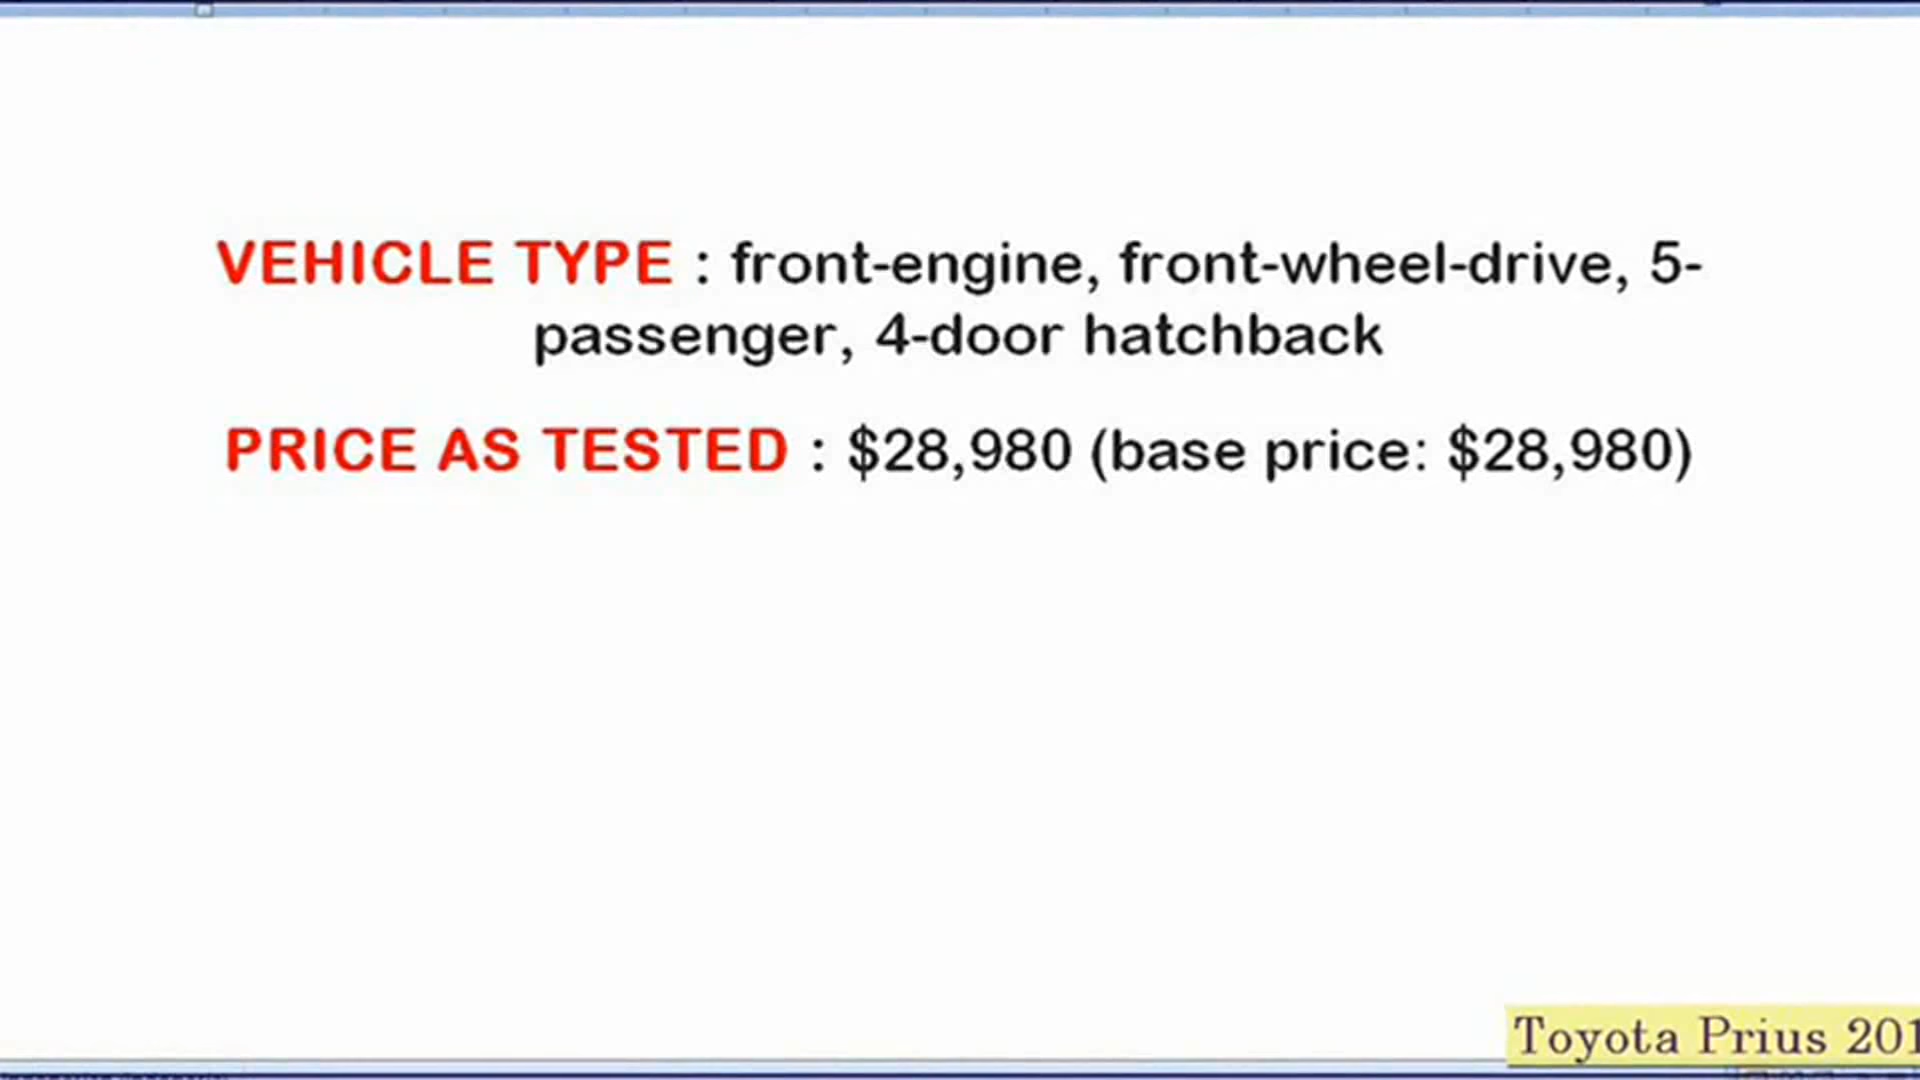 VEHICLE TYPE : front-engine, front-wheel-drive, 5-
passenger, 4-door hatchback
PRICE AS TESTED : $28,980 (base price: $28,980)
Toyota Prius 201